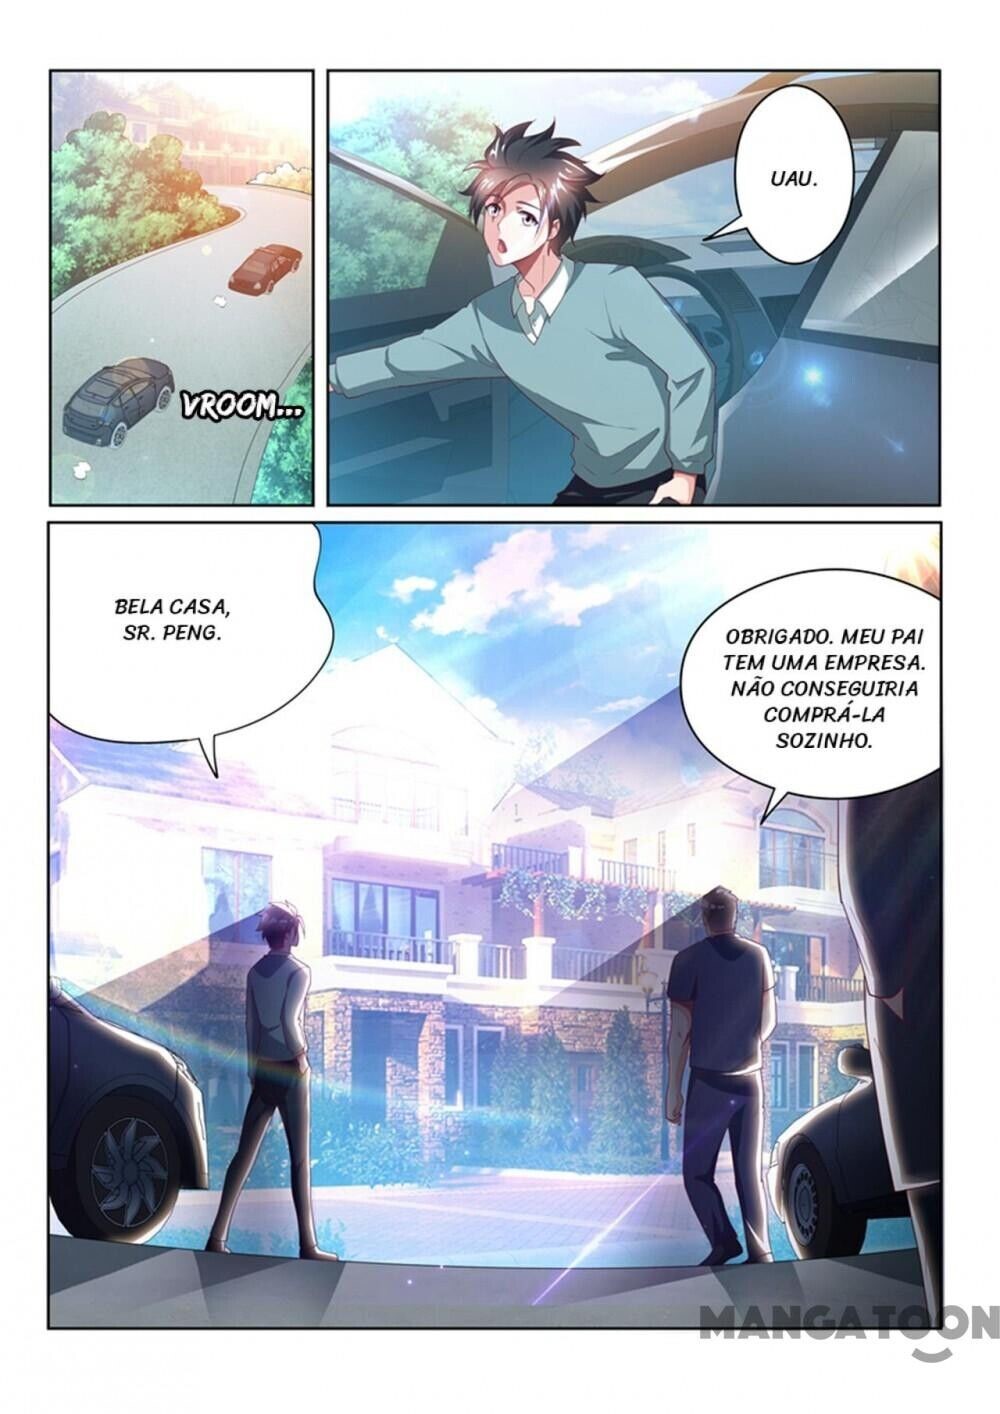 UAU.
VROOM...
BELA CASA,
SR. PENG.
OBRIGADO. MEU PAI
TEM UMA EMPRESA.
NÃO CONSEGUIRIA
COMPRÁ-LA
SOZINHO.
MANGATOON